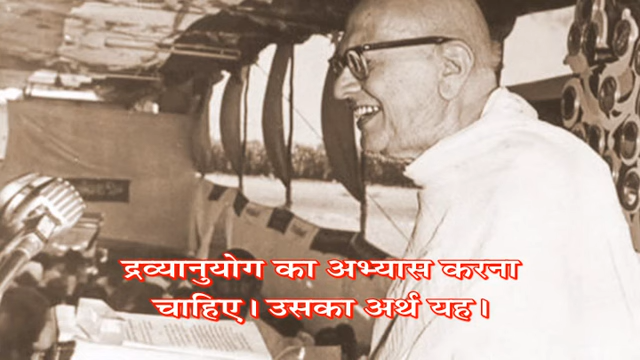 द्रव्यानुयोग का अभ्यास करना
चाहिए। उसका अर्थ यह।